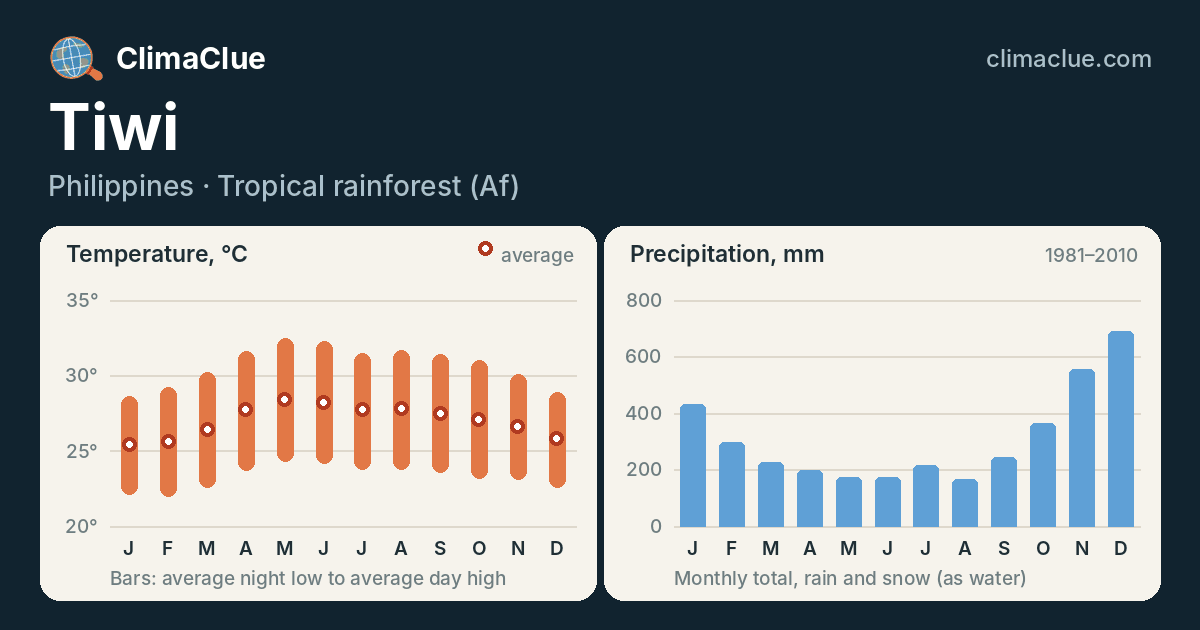 ClimaClue
climaclue.com
Tiwi
Philippines · Tropical rainforest (Af)
Temperature, °C
average
35°
30°
25°
20°
J F M A M J J A S O N D
Bars: average night low to average day high
Precipitation, mm
1981–2010
800
600
400
200
0
J F M A M J J A S O N D
Monthly total, rain and snow (as water)